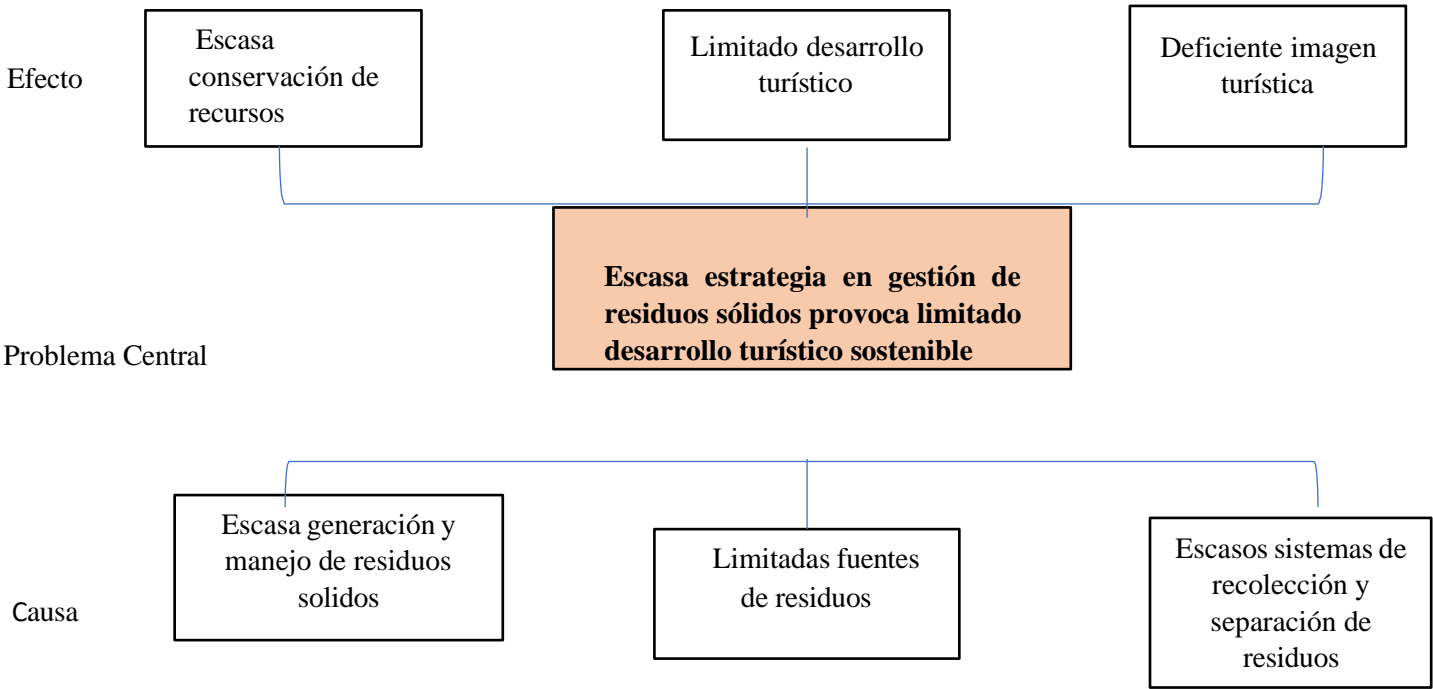 Efecto
Escasa
conservación de
recursos
Limitado desarrollo
turístico
Deficiente imagen
turística
Problema Central
Escasa estrategia en gestión de
residuos sólidos provoca limitado
desarrollo turístico sostenible
Causa
Escasa generación y
manejo de residuos
solidos
Limitadas fuentes
de residuos
Escasos sistemas de
recolección y
separación de
residuos